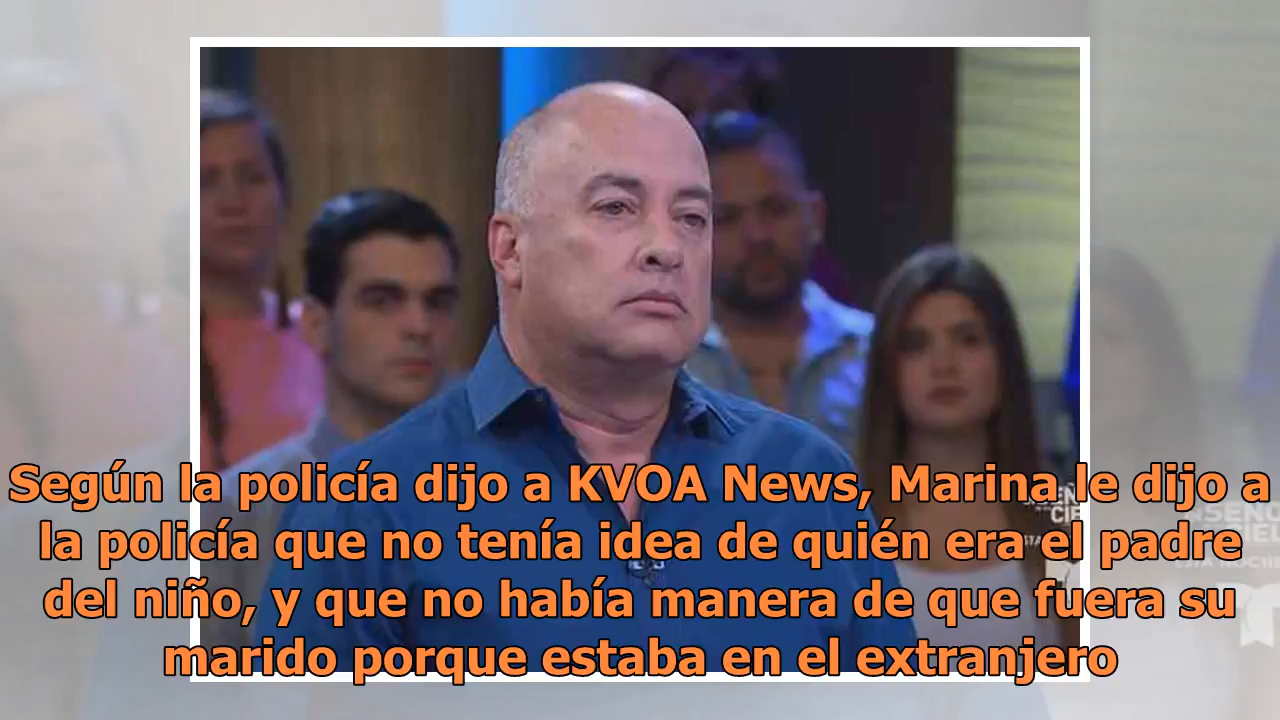 Según la policía dijo a KVOA News, Marina le dijo a
la policía que no tenía idea de quién era el padre
del niño, y que no había manera de que fuera su
marido porque estaba en el extranjero